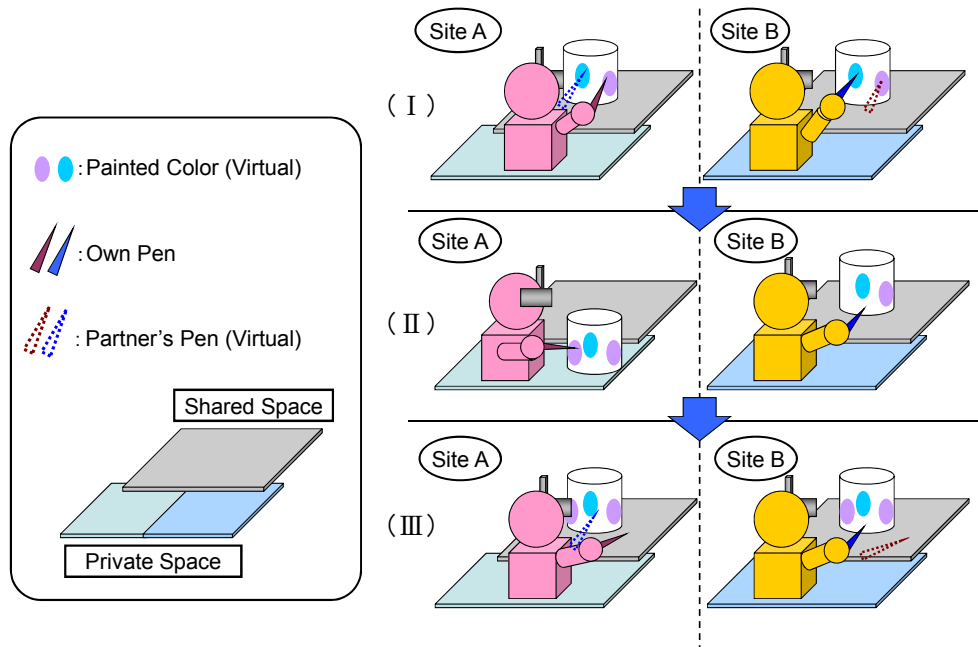 Site A
Site B
(Ⅰ)
: Painted Color (Virtual)
: Own Pen
: Partner's Pen (Virtual)
Shared Space
Private Space
Site A
Site B
(Ⅱ)
Site A
Site B
(Ⅲ)